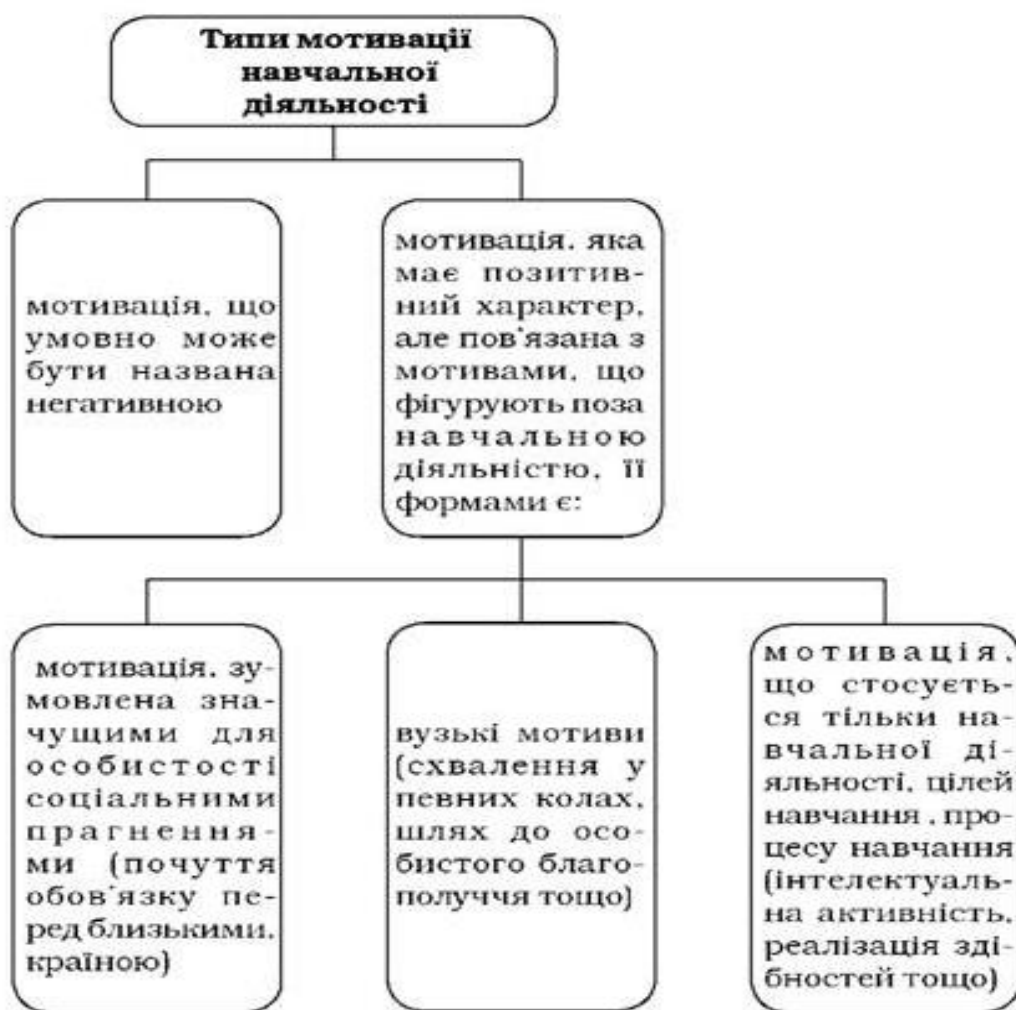 Типи мотивації
навчальної
діяльності
мотивація, що
умовно може
бути названа
негативною
мотивація, яка
має позитив-
ний характер,
але пов'язана з
мотивами, що
фігурують поза
навчальною
діяльністю, її
формами є:
мотивація, зу-
мовлена зна-
чущими для
особистості
соціальними
прагнення-
ми (почуття
обов'язку пе-
ред близькими,
країною)
вузькі мотиви
(схвалення у
певних колах,
шлях до осо-
бистого благо-
получчя тощо)
мотивація,
що стосуєть-
ся тільки на-
вчальної ді-
яльності, цілей
навчання , про-
цесу навчання
(інтелектуаль-
на активність,
реалізація зді-
бностей тощо)